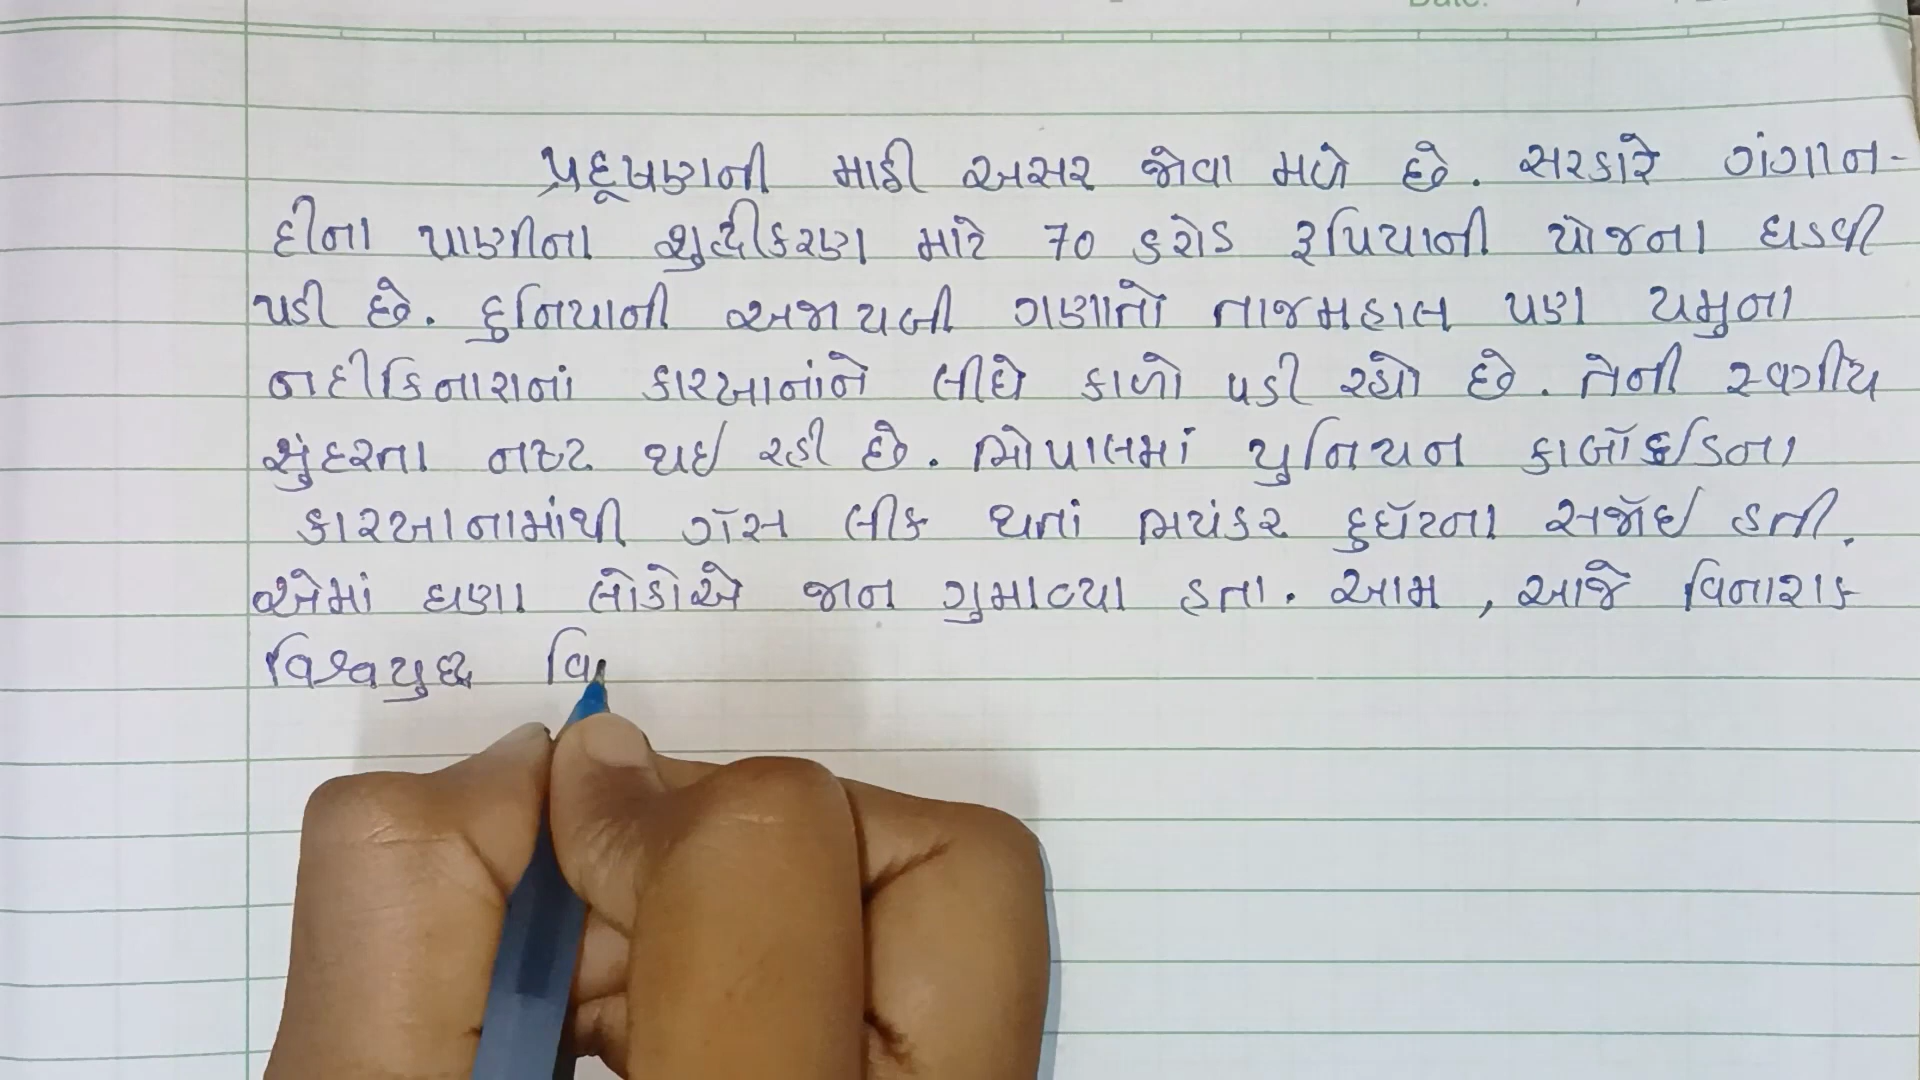 પ્રદૂષણની માઠી અસર જોવા મળે છે. સરકારે ગંગાન-
દીના પાણીના શુદ્ધીકરણ માટે 70 કરોડ રૂપિયાની યોજના ઘડવી
પડી છે. દુનિયાની અજાયબી ગણાતો તાજમહાલ પણ યમુના
નદીકિનારાનાં કારખાનાંને લીધે કાળો પડી રહ્યો છે. તેની સ્વર્ગીય
સુંદરતા નષ્ટ થઈ રહી છે. ભોપાલમાં યુનિયન કાર્બાઈડના
કારખાનામાંથી ગૅસ લીક થતાં ભયંકર દુર્ઘટના સર્જાઈ હતી.
એમાં ઘણા લોકોએ જાન ગુમાવ્યા હતા. આમ, આજે વિનાશક
વિશ્વયુદ્ધ